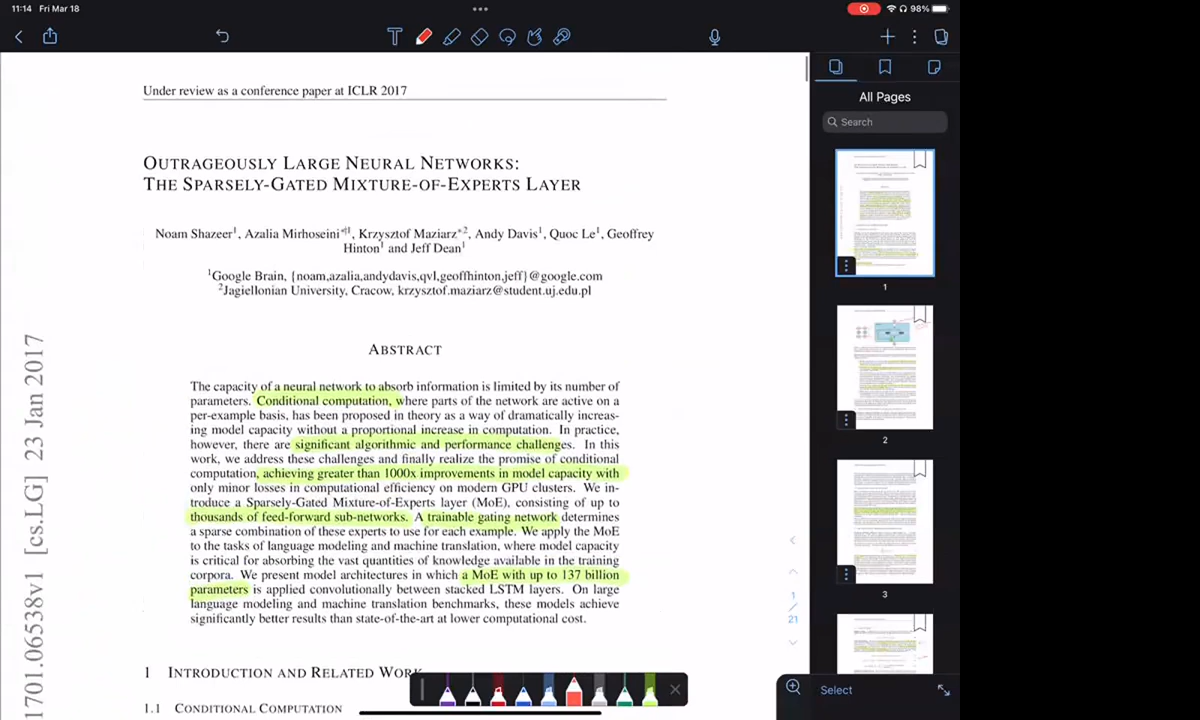 11:14 Fri Mar 18
98%
All Pages
Search
Under review as a conference paper at ICLR 2017
OUTRAGEOUSLY LARGE NEURAL NETWORKS:
THE SPARSELY-GATED MIXTURE-OF-EXPERTS LAYER
Noam Shazeer1, Azalia Mirhoseini*†1, Krzysztof Maziarz*2, Andy Davis1, Quoc Le1, Geoffrey
Hinton1 and Jeff Dean1
1Google Brain, {noam,azalia,andydavis,qvl,geoffhinton,jeff}@google.com
2Jagiellonian University, Cracow, krzysztof.maziarz@student.uj.edu.pl
ABSTRACT
The capacity of a neural network to absorb information is limited by its number of
parameters. Conditional computation, where parts of the network are active on a
per-example basis, has been proposed in theory as a way of dramatically increas-
ing model capacity without a proportional increase in computation. In practice,
however, there are significant algorithmic and performance challenges. In this
work, we address these challenges and finally realize the promise of conditional
computation, achieving greater than 1000x improvements in model capacity with
only minor losses in computational efficiency on modern GPU clusters. We in-
troduce a Sparsely-Gated Mixture-of-Experts layer (MoE), consisting of up to
thousands of feed-forward sub-networks. A trainable gating network determines
a sparse combination of these experts to use for each example. We apply the MoE
to the tasks of language modeling and machine translation, where model capacity
is critical for absorbing the vast quantities of knowledge available in the training
corpora. We present model architectures in which a MoE with up to 137 billion
parameters is applied convolutionally between stacked LSTM layers. On large
language modeling and machine translation benchmarks, these models achieve
significantly better results than state-of-the-art at lower computational cost.
1 INTRODUCTION AND RELATED WORK
1.1 CONDITIONAL COMPUTATION
1701.06538v1 [cs.LG] 23 Jan 2017
1
/
21
1
2
3
Select